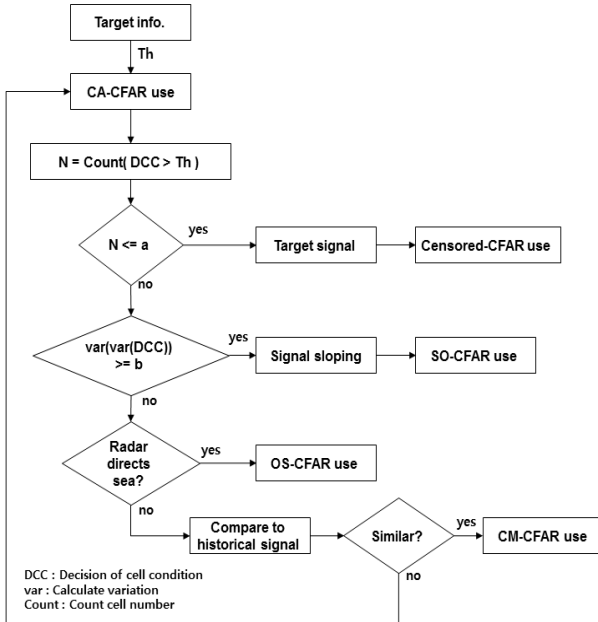 Target info.
Th
CA-CFAR use
N = Count( DCC > Th )
N <= a
yes
Target signal
Censored-CFAR use
no
var(var(DCC))
>= b
yes
Signal sloping
SO-CFAR use
no
Radar
directs
sea?
yes
OS-CFAR use
no
Compare to
historical signal
Similar?
yes
CM-CFAR use
no
DCC : Decision of cell condition
var : Calculate variation
Count : Count cell number